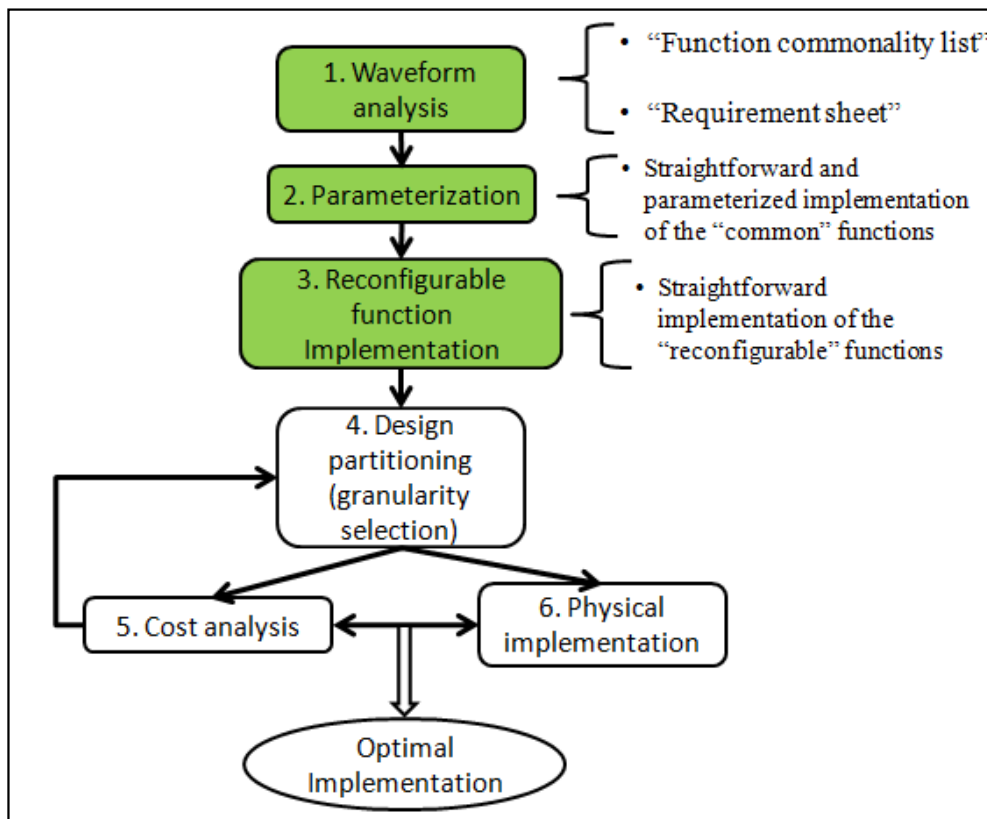 1. Waveform
analysis
• “Function commonality list”
• “Requirement sheet”
2. Parameterization
• Straightforward and
parameterized implementation
of the “common” functions
3. Reconfigurable
function
Implementation
• Straightforward
implementation of the
“reconfigurable” functions
4. Design
partitioning
(granularity
selection)
5. Cost analysis
6. Physical
implementation
Optimal
Implementation